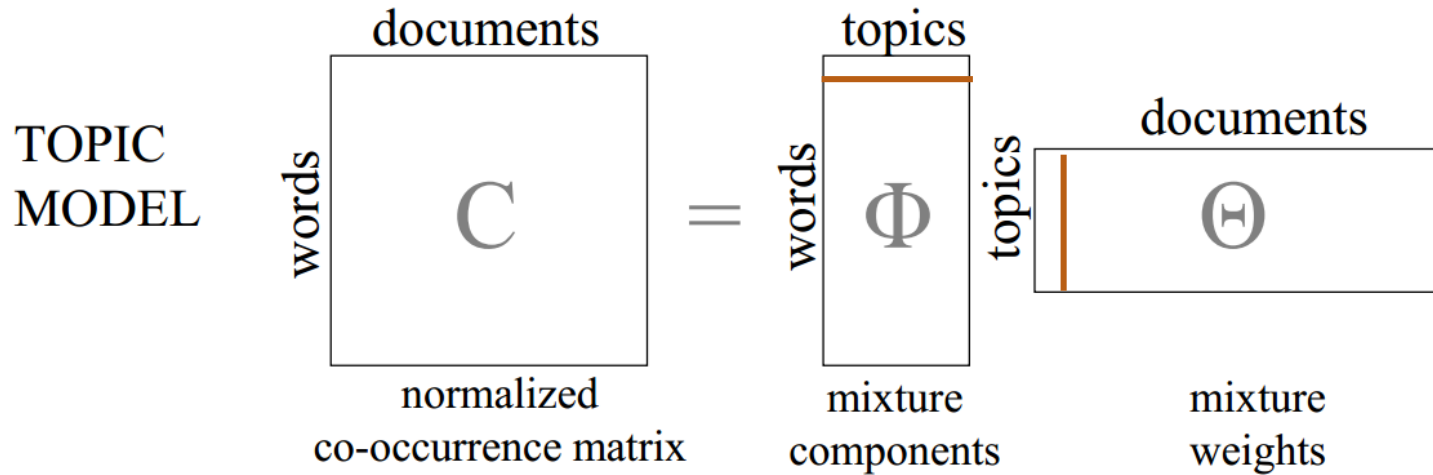 documents
topics
documents
TOPIC
MODEL
words
C
=
words
Φ
topics
Θ
normalized
co-occurrence matrix
mixture
components
mixture
weights